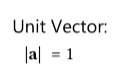 Unit Vector:
|a| = 1